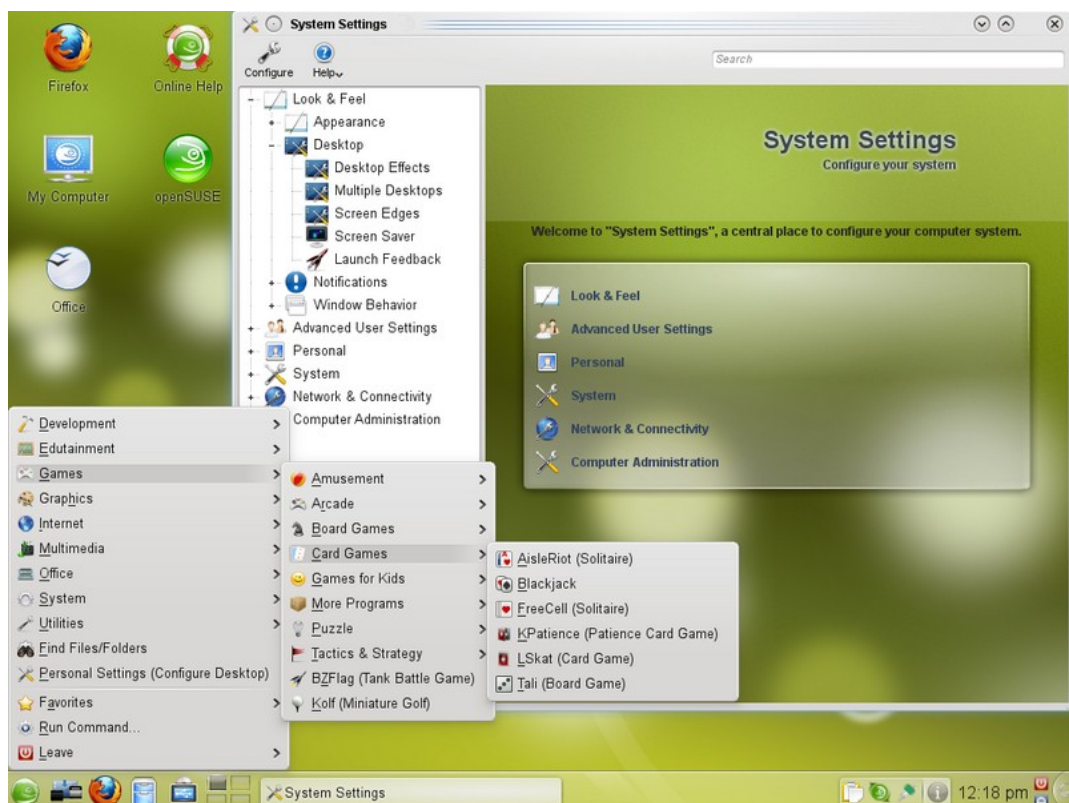 Firefox
Online Help
My Computer
openSUSE
Office
System Settings
Configure
Help
Search
Look & Feel
Appearance
Desktop
Desktop Effects
Multiple Desktops
Screen Edges
Screen Saver
Launch Feedback
Notifications
Window Behavior
Advanced User Settings
Personal
System
Network & Connectivity
Computer Administration
System Settings
Configure your system
Welcome to "System Settings", a central place to configure your computer system.
Look & Feel
Advanced User Settings
Personal
System
Network & Connectivity
Computer Administration
Development
Edutainment
Games
Graphics
Internet
Multimedia
Office
System
Utilities
Find Files/Folders
Personal Settings (Configure Desktop)
Favorites
Run Command...
Leave
Amusement
Arcade
Board Games
Card Games
Games for Kids
More Programs
Puzzle
Tactics & Strategy
BZFlag (Tank Battle Game)
Kolf (Miniature Golf)
AisleRiot (Solitaire)
Blackjack
FreeCell (Solitaire)
KPatience (Patience Card Game)
LSkat (Card Game)
Tali (Board Game)
System Settings
12:18 pm